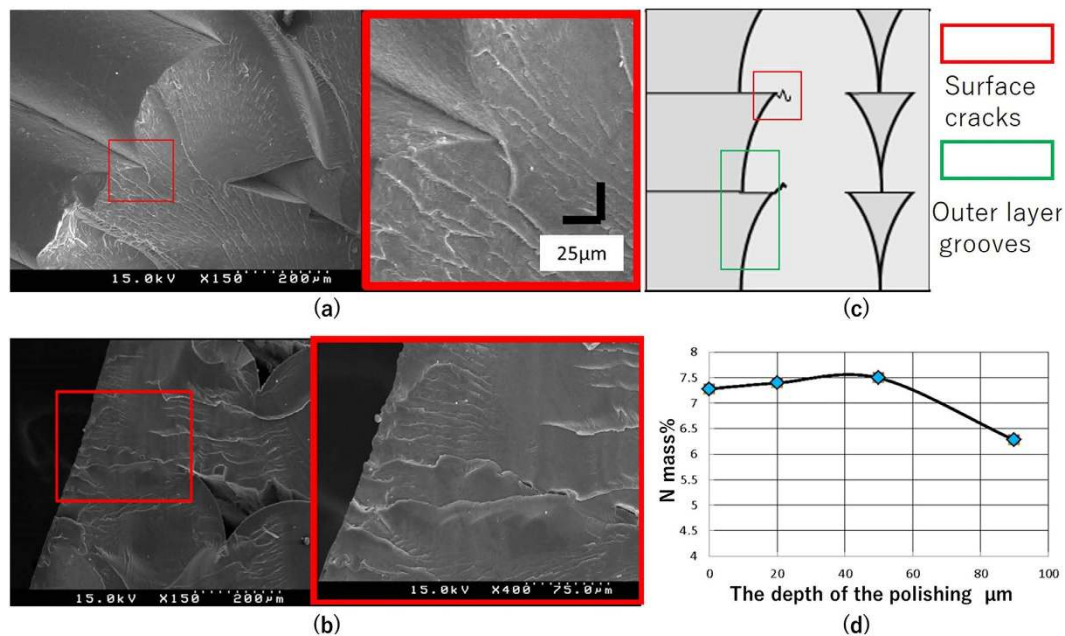 15.0kV X150 200μm
25μm
(a)
Surface
cracks
Outer layer
grooves
(c)
15.0kV X150 200μm
15.0kV X400 75.0μm
(b)
8
7.5
7
6.5
6
5.5
5
4.5
4
N mass%
0 20 40 60 80 100
The depth of the polishing μm
(d)